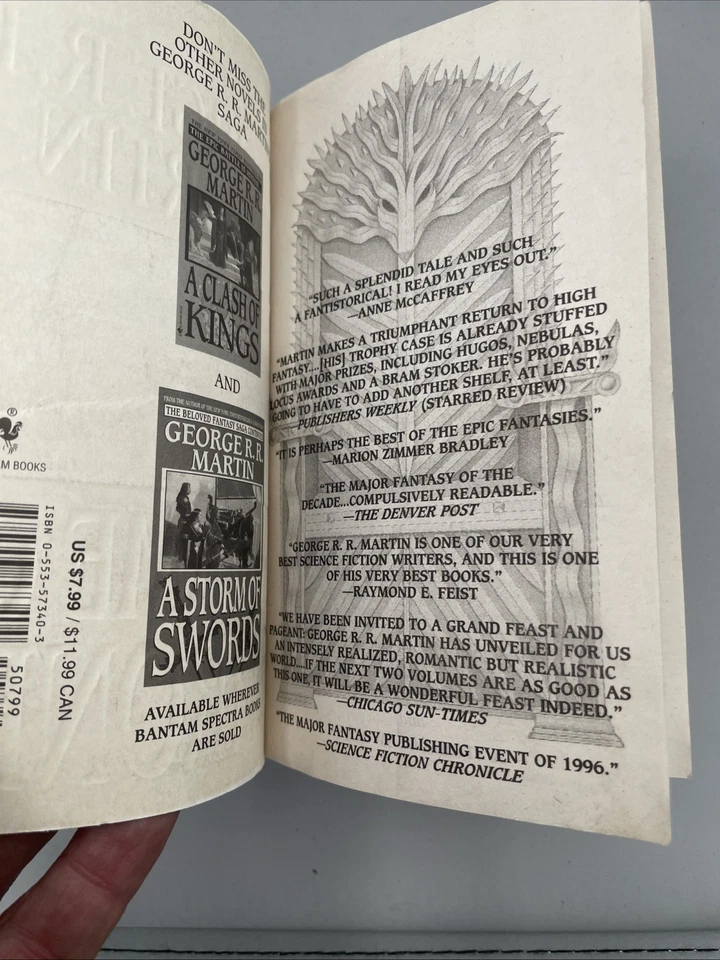 DON'T MISS THE
OTHER NOVELS IN
GEORGE R. R. MARTIN
SAGA
THE EPIC BATTLE
GEORGE R. R.
MARTIN
A CLASH OF
KINGS
AND
THE BELOVED FANTASY SAGA
GEORGE R. R.
MARTIN
A STORM OF
SWORDS
AVAILABLE WHEREVER
BANTAM SPECTRA BOOKS
ARE SOLD
®
M BOOKS
ISBN 0-553-57340-3
US $7.99 / $11.99 CAN
50799
"SUCH A SPLENDID TALE AND SUCH
A FANTISTORICAL! I READ MY EYES OUT."
—ANNE McCAFFREY
"MARTIN MAKES A TRIUMPHANT RETURN TO HIGH
FANTASY....[HIS] TROPHY CASE IS ALREADY STUFFED
WITH MAJOR PRIZES, INCLUDING HUGOS, NEBULAS,
LOCUS AWARDS AND A BRAM STOKER. HE'S PROBABLY
GOING TO HAVE TO ADD ANOTHER SHELF, AT LEAST."
—PUBLISHERS WEEKLY (STARRED REVIEW)
"IT IS PERHAPS THE BEST OF THE EPIC FANTASIES."
—MARION ZIMMER BRADLEY
"THE MAJOR FANTASY OF THE
DECADE...COMPULSIVELY READABLE."
—THE DENVER POST
"GEORGE R. R. MARTIN IS ONE OF OUR VERY
BEST SCIENCE FICTION WRITERS, AND THIS IS ONE
OF HIS VERY BEST BOOKS."
—RAYMOND E. FEIST
"WE HAVE BEEN INVITED TO A GRAND FEAST AND
PAGEANT: GEORGE R. R. MARTIN HAS UNVEILED FOR US
AN INTENSELY REALIZED, ROMANTIC BUT REALISTIC
WORLD....IF THE NEXT TWO VOLUMES ARE AS GOOD AS
THIS ONE, IT WILL BE A WONDERFUL FEAST INDEED."
—CHICAGO SUN-TIMES
"THE MAJOR FANTASY PUBLISHING EVENT OF 1996."
—SCIENCE FICTION CHRONICLE